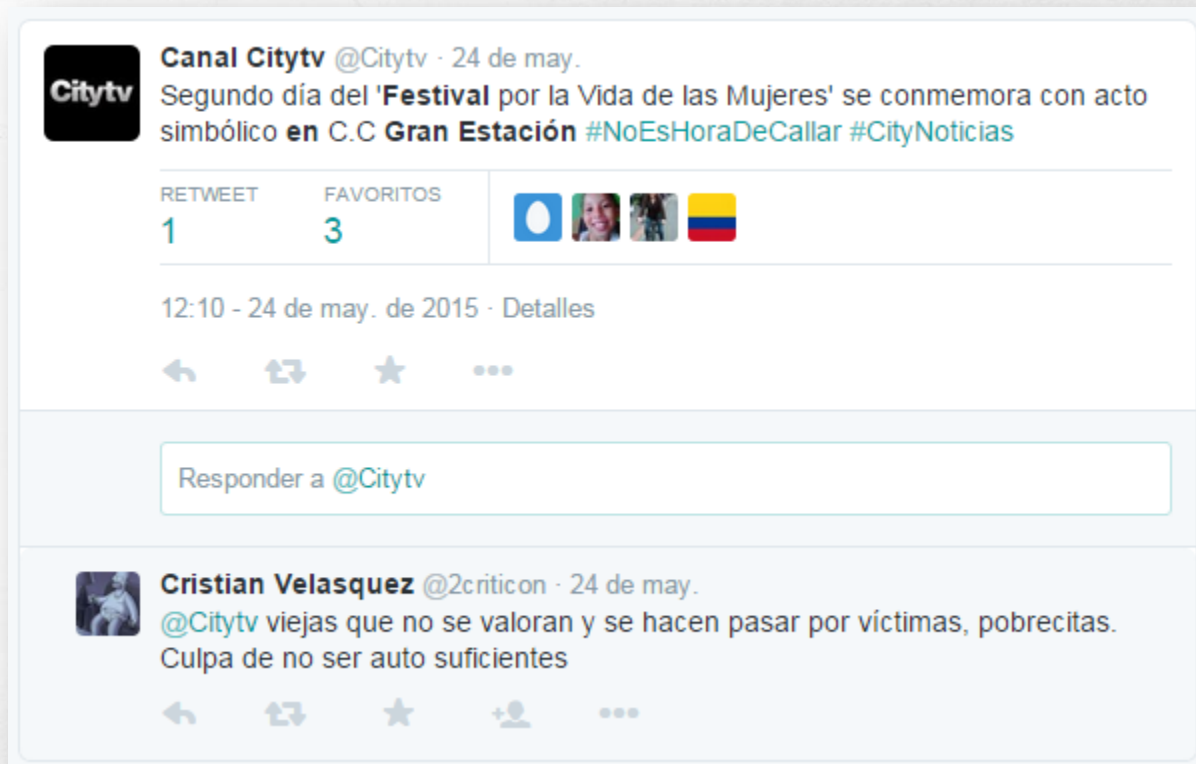 Citytv
Canal Citytv @Citytv · 24 de may.
Segundo día del 'Festival por la Vida de las Mujeres' se conmemora con acto
simbólico en C.C Gran Estación #NoEsHoraDeCallar #CityNoticias
RETWEET FAVORITOS
1 3
12:10 - 24 de may. de 2015 · Detalles
Responder a @Citytv
Cristian Velasquez @2criticon · 24 de may.
@Citytv viejas que no se valoran y se hacen pasar por víctimas, pobrecitas.
Culpa de no ser auto suficientes